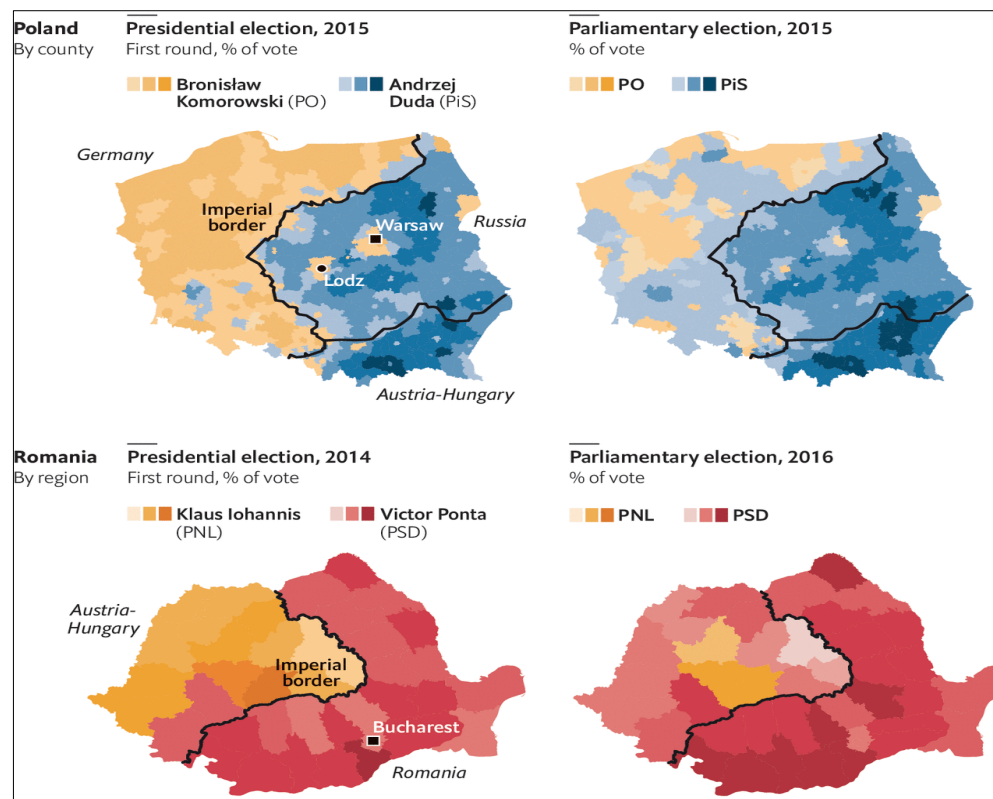 Poland
By county
Presidential election, 2015
First round, % of vote
Bronisław
Komorowski (PO)
Andrzej
Duda (PiS)
Parliamentary election, 2015
% of vote
PO
PiS
Germany
Imperial
border
Warsaw
Russia
Lodz
Austria-Hungary
Romania
By region
Presidential election, 2014
First round, % of vote
Klaus Iohannis
(PNL)
Victor Ponta
(PSD)
Parliamentary election, 2016
% of vote
PNL
PSD
Austria-
Hungary
Imperial
border
Bucharest
Romania